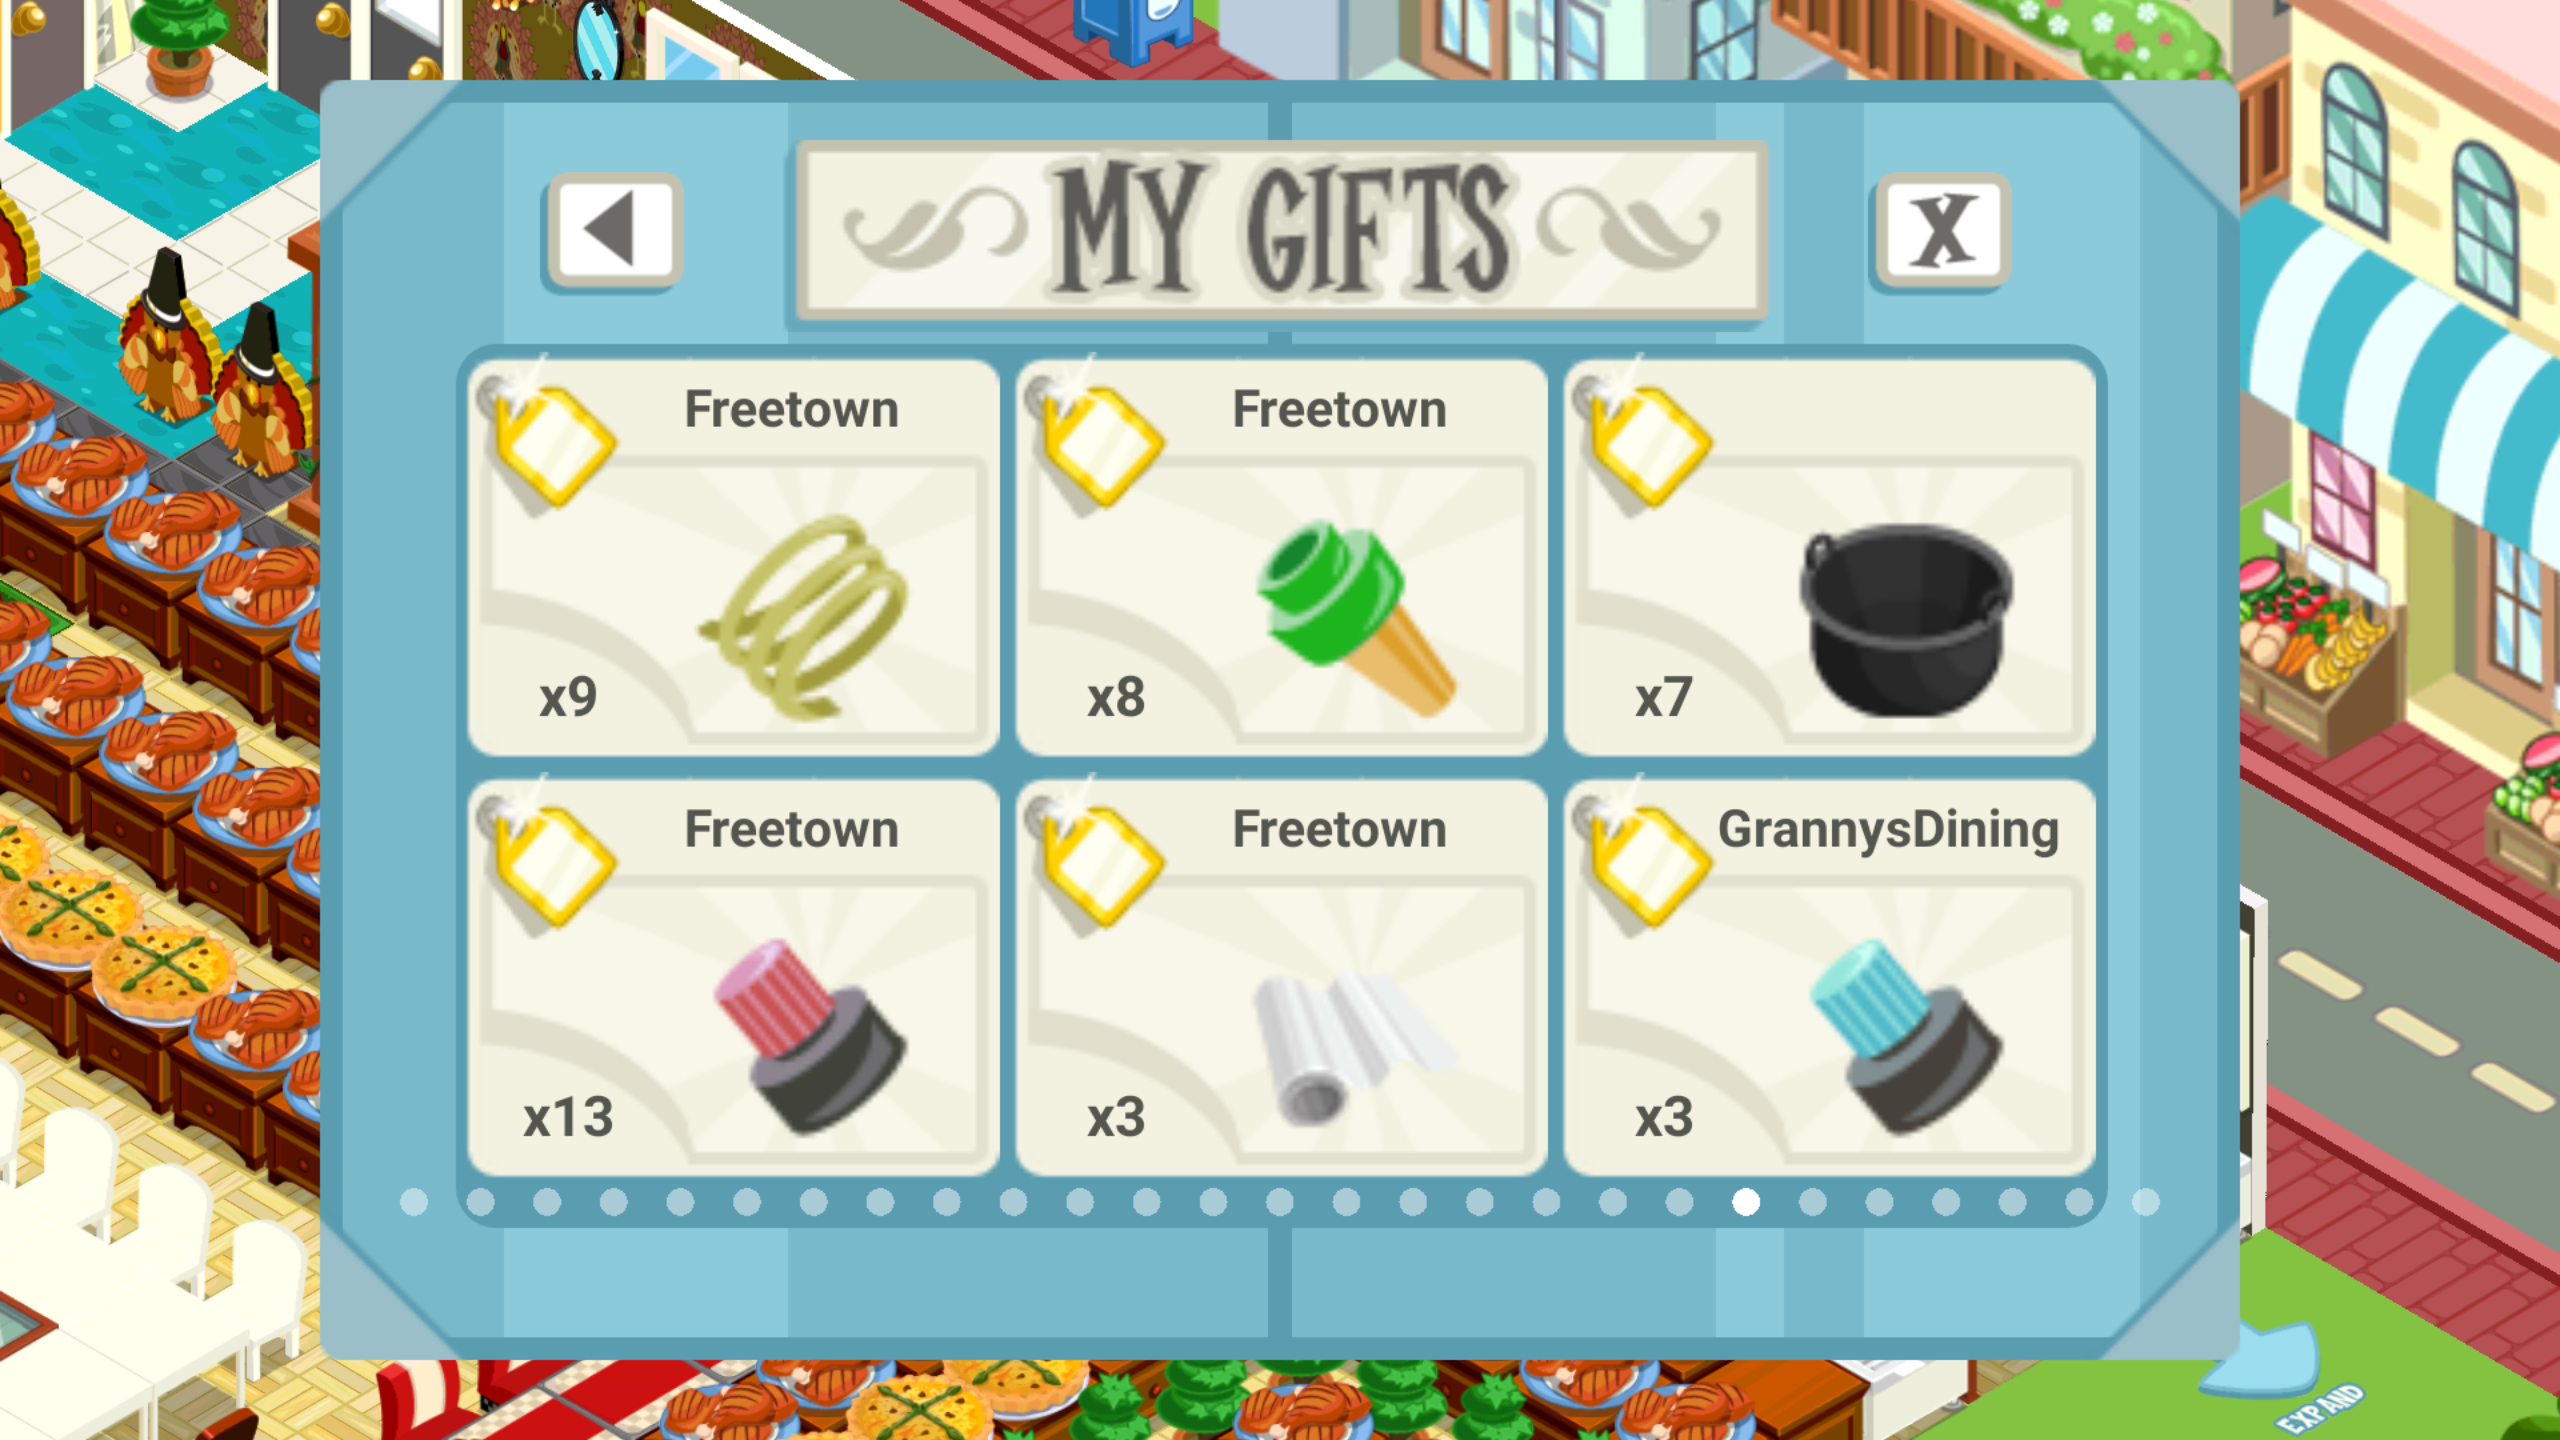 MY GIFTS
X
Freetown
x9
Freetown
x8
x7
Freetown
x13
Freetown
x3
GrannysDining
x3
EXPAND